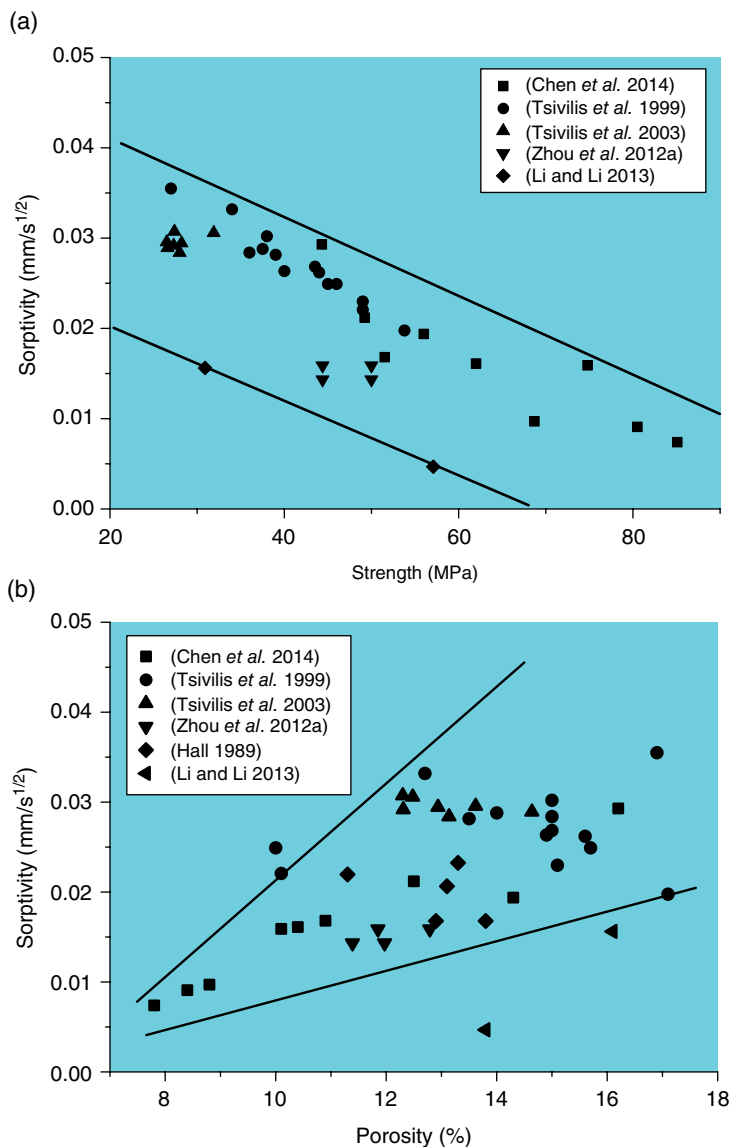 (a)
0.05
0.04
0.03
0.02
0.01
0.00
Sorptivity (mm/s1/2)
(Chen et al. 2014)
(Tsivilis et al. 1999)
(Tsivilis et al. 2003)
(Zhou et al. 2012a)
(Li and Li 2013)
20 40 60 80
Strength (MPa)
(b)
0.05
0.04
0.03
0.02
0.01
0.00
Sorptivity (mm/s1/2)
(Chen et al. 2014)
(Tsivilis et al. 1999)
(Tsivilis et al. 2003)
(Zhou et al. 2012a)
(Hall 1989)
(Li and Li 2013)
8 10 12 14 16 18
Porosity (%)